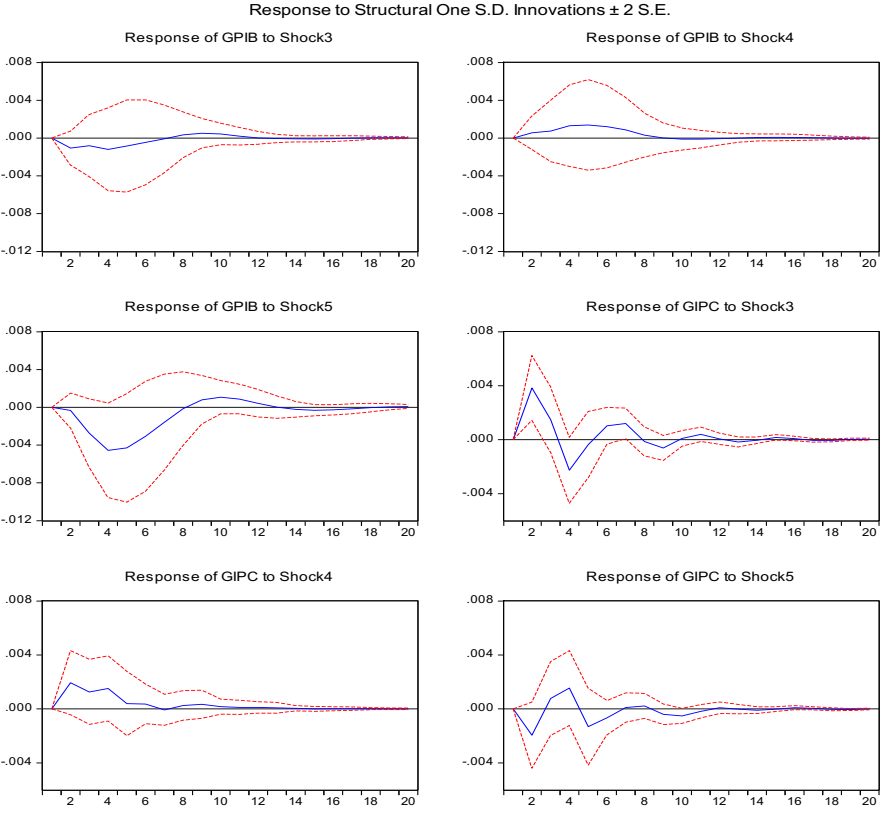 Response to Structural One S.D. Innovations ± 2 S.E.
Response of GPIB to Shock3
.008
.004
.000
-.004
-.008
-.012
2 4 6 8 10 12 14 16 18 20
Response of GPIB to Shock4
.008
.004
.000
-.004
-.008
-.012
2 4 6 8 10 12 14 16 18 20
Response of GPIB to Shock5
.008
.004
.000
-.004
-.008
-.012
2 4 6 8 10 12 14 16 18 20
Response of GIPC to Shock3
.008
.004
.000
-.004
2 4 6 8 10 12 14 16 18 20
Response of GIPC to Shock4
.008
.004
.000
-.004
2 4 6 8 10 12 14 16 18 20
Response of GIPC to Shock5
.008
.004
.000
-.004
2 4 6 8 10 12 14 16 18 20